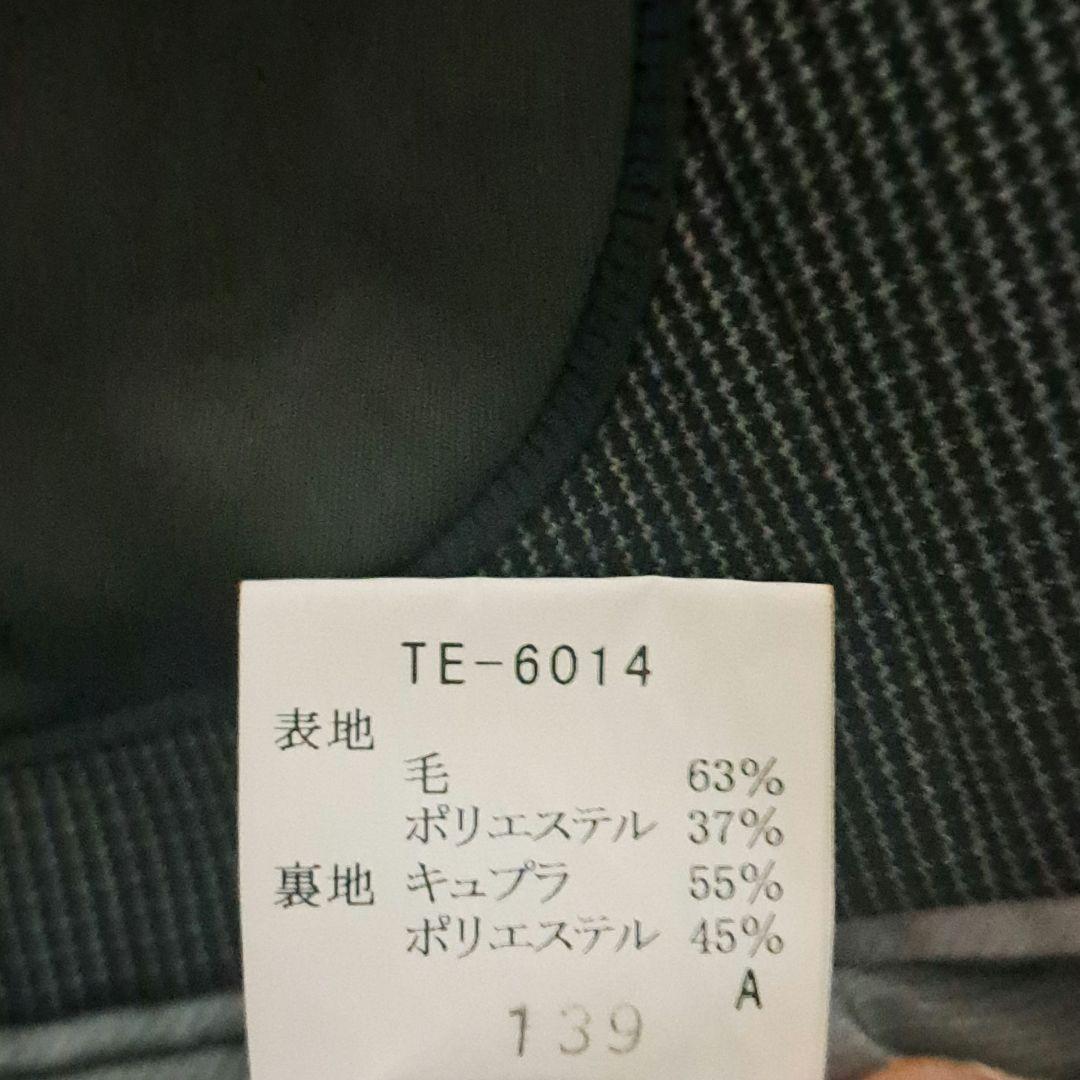 TE-6014
表地
毛 63%
ポリエステル 37%
裏地 キュプラ 55%
ポリエステル 45%
A
139